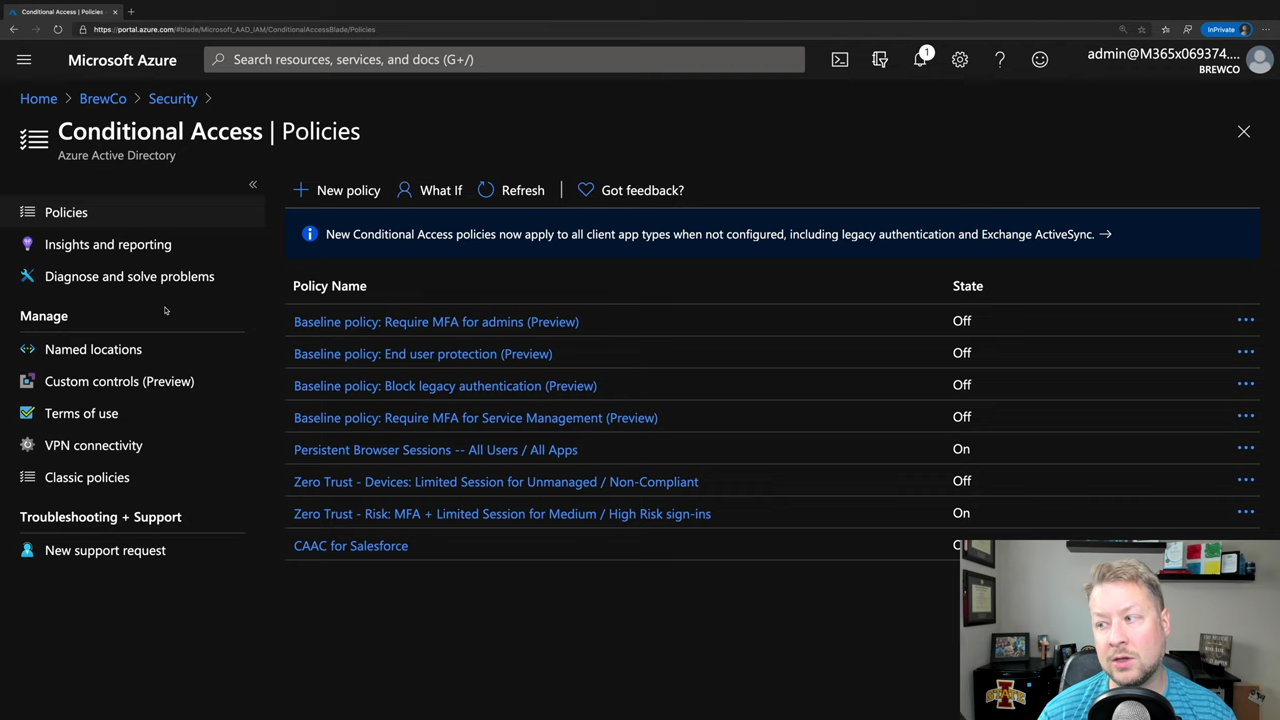 Conditional Access | Policies -
https://portal.azure.com/#blade/Microsoft_AAD_IAM/ConditionalAccessBlade/Policies
InPrivate
Microsoft Azure
Search resources, services, and docs (G+/)
1
admin@M365x069374....
BREWCO
Home > BrewCo > Security >
Conditional Access | Policies
Azure Active Directory
Policies
Insights and reporting
Diagnose and solve problems
Manage
Named locations
Custom controls (Preview)
Terms of use
VPN connectivity
Classic policies
Troubleshooting + Support
New support request
New policy What If Refresh | Got feedback?
New Conditional Access policies now apply to all client app types when not configured, including legacy authentication and Exchange ActiveSync. →
Policy Name State
Baseline policy: Require MFA for admins (Preview) Off
Baseline policy: End user protection (Preview) Off
Baseline policy: Block legacy authentication (Preview) Off
Baseline policy: Require MFA for Service Management (Preview) Off
Persistent Browser Sessions -- All Users / All Apps On
Zero Trust - Devices: Limited Session for Unmanaged / Non-Compliant Off
Zero Trust - Risk: MFA + Limited Session for Medium / High Risk sign-ins On
CAAC for Salesforce
STATE